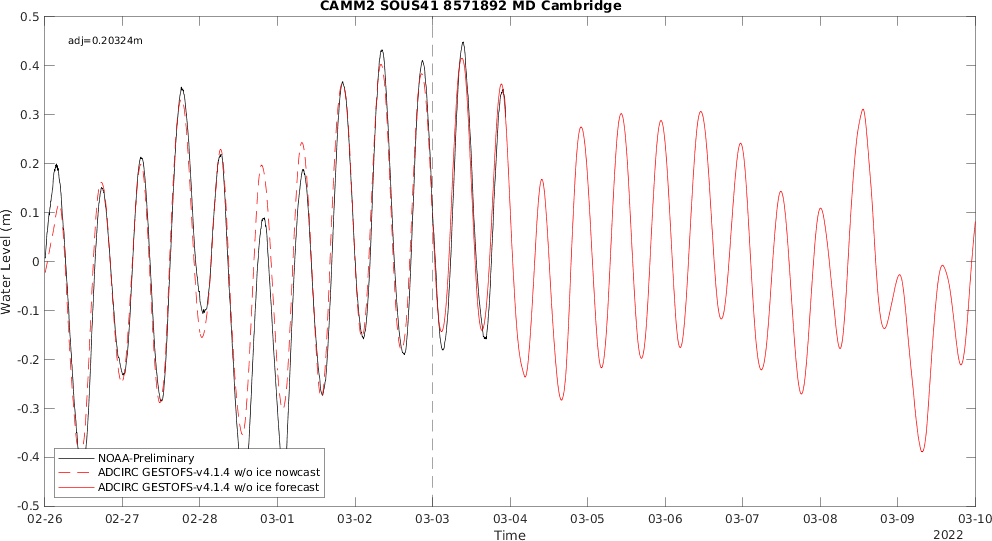 CAMM2 SOUS41 8571892 MD Cambridge
adj=0.20324m
0.5
0.4
0.3
0.2
0.1
0
-0.1
-0.2
-0.3
-0.4
-0.5
Water Level (m)
NOAA-Preliminary
ADCIRC GESTOFS-v4.1.4 w/o ice nowcast
ADCIRC GESTOFS-v4.1.4 w/o ice forecast
02-26 02-27 02-28 03-01 03-02 03-03 03-04 03-05 03-06 03-07 03-08 03-09 03-10
Time
2022